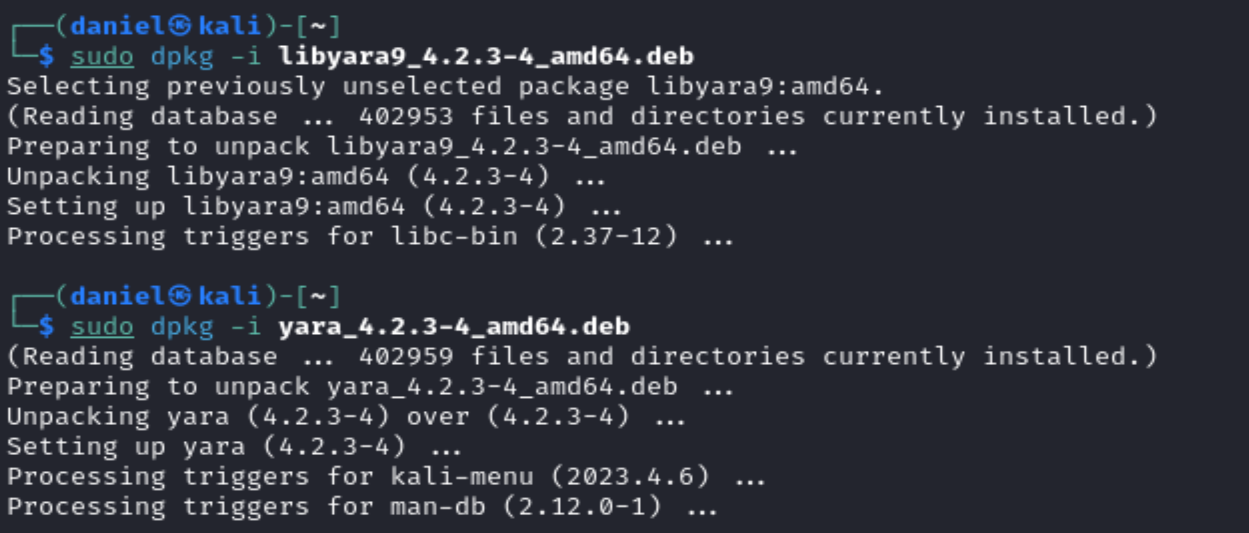 ┌──(daniel㉿kali)-[~]
└─$ sudo dpkg -i libyara9_4.2.3-4_amd64.deb
Selecting previously unselected package libyara9:amd64.
(Reading database ... 402953 files and directories currently installed.)
Preparing to unpack libyara9_4.2.3-4_amd64.deb ...
Unpacking libyara9:amd64 (4.2.3-4) ...
Setting up libyara9:amd64 (4.2.3-4) ...
Processing triggers for libc-bin (2.37-12) ...
┌──(daniel㉿kali)-[~]
└─$ sudo dpkg -i yara_4.2.3-4_amd64.deb
(Reading database ... 402959 files and directories currently installed.)
Preparing to unpack yara_4.2.3-4_amd64.deb ...
Unpacking yara (4.2.3-4) over (4.2.3-4) ...
Setting up yara (4.2.3-4) ...
Processing triggers for kali-menu (2023.4.6) ...
Processing triggers for man-db (2.12.0-1) ...